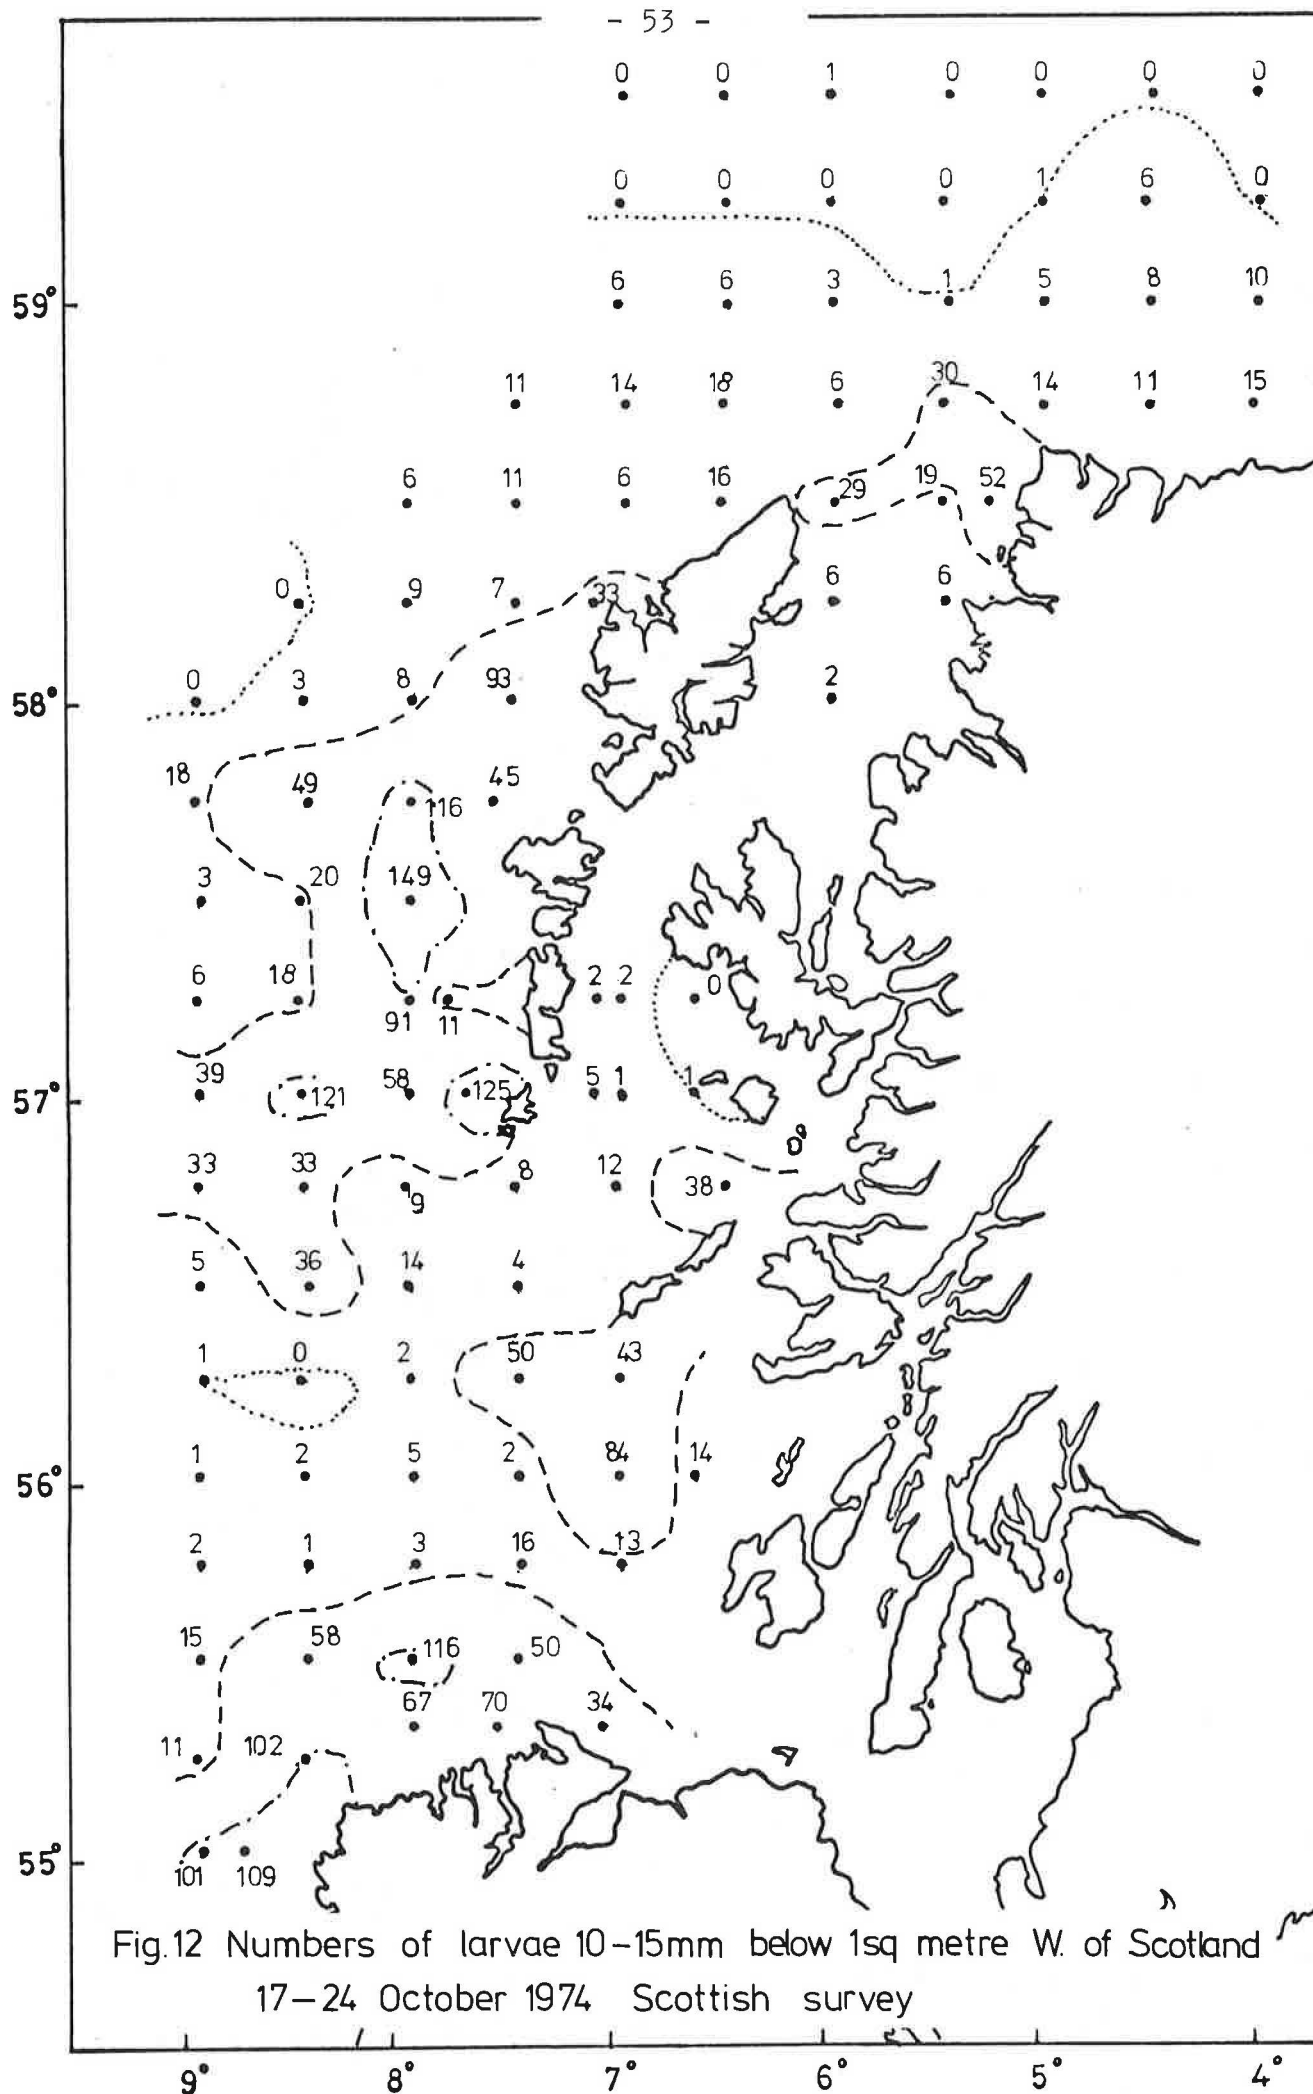 - 53 -
0 0 1 0 0 0 0
0 0 0 0 1 6 0
59° 6 6 3 1 5 8 10
11 14 18 6 30 14 11 15
6 11 6 16 29 19 52
0 9 7 33 6 6
58° 0 3 8 93 2
18 49 116 45
3 20 149
6 18 91 11 2 2 0
57° 39 121 58 125 5 1 1
33 33 9 8 12 38
5 36 14 4
1 0 2 50 43
56° 1 2 5 2 84 14
2 1 3 16 13
15 58 116 50
67 70 34
11 102
55° 101 109
Fig.12 Numbers of larvae 10-15mm below 1sq metre W. of Scotland
17-24 October 1974 Scottish survey
9° 8° 7° 6° 5° 4°